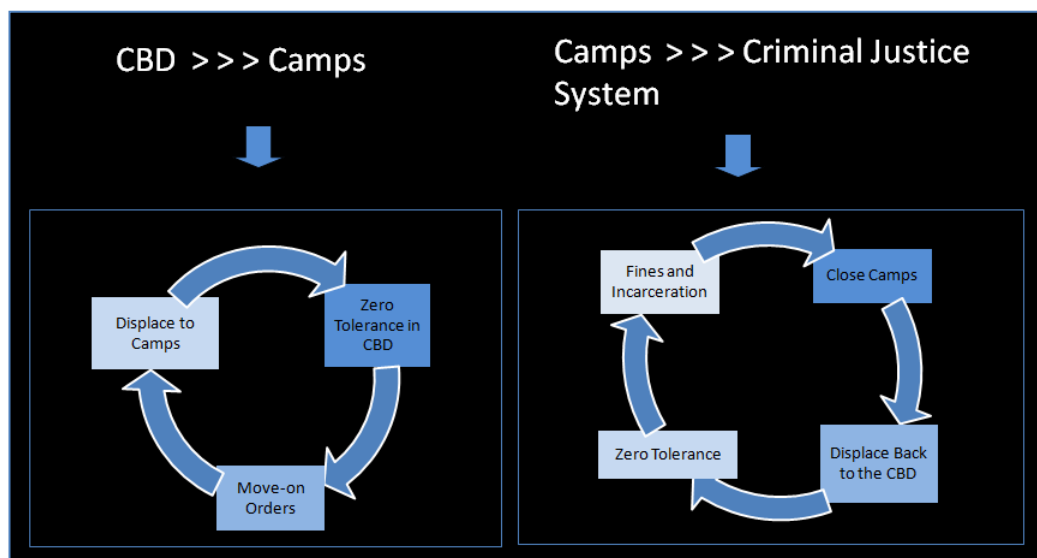 CBD >>> Camps
Camps >>> Criminal Justice
System
Displace to
Camps
Zero
Tolerance in
CBD
Move-on
Orders
Fines and
Incarceration
Close Camps
Zero Tolerance
Displace Back
to the CBD